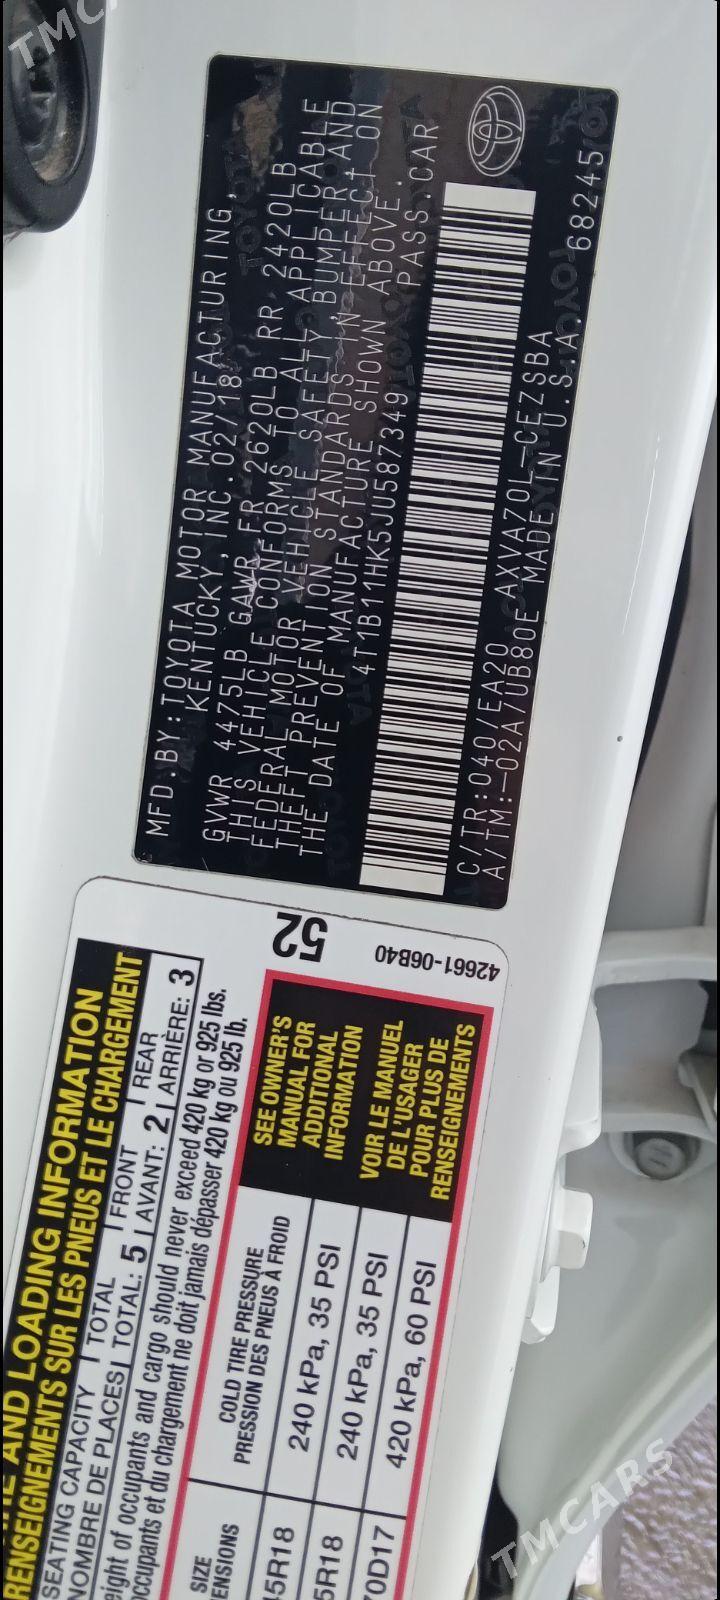 TMCARS
MFD.BY:TOYOTA MOTOR MANUFACTURING,
KENTUCKY,INC.02/18
GVWR 4475LB GAWR FR 2620LB RR 2420LB
THIS VEHICLE CONFORMS TO ALL APPLICABLE
FEDERAL MOTOR VEHICLE SAFETY,BUMPER,AND
THEFT PREVENTION STANDARDS IN EFFECT ON
THE DATE OF MANUFACTURE SHOWN ABOVE.
4T1B11HK5JU587349 PASS.CAR
C/TR:040/EA20 AXVA70L-CEZSBA
A/TM:-02A/UB80E MADE IN U.S.A. 68245
TOYOTA
52
42661-06B40
AND LOADING INFORMATION
RENSEIGNEMENTS SUR LES PNEUS ET LE CHARGEMENT
SEATING CAPACITY TOTAL FRONT REAR
NOMBRE DE PLACES TOTAL: 5 AVANT: 2 ARRIÈRE: 3
of occupants and cargo should never exceed 420 kg or 925 lbs.
occupants et du chargement ne doit jamais dépasser 420 kg ou 925 lb.
SIZE
COLD TIRE PRESSURE
PRESSION DES PNEUS À FROID
5R18 240 kPa, 35 PSI
5R18 240 kPa, 35 PSI
70D17 420 kPa, 60 PSI
SEE OWNER'S
MANUAL FOR
ADDITIONAL
INFORMATION
VOIR LE MANUEL
DE L'USAGER
POUR PLUS DE
RENSEIGNEMENTS
TMCARS